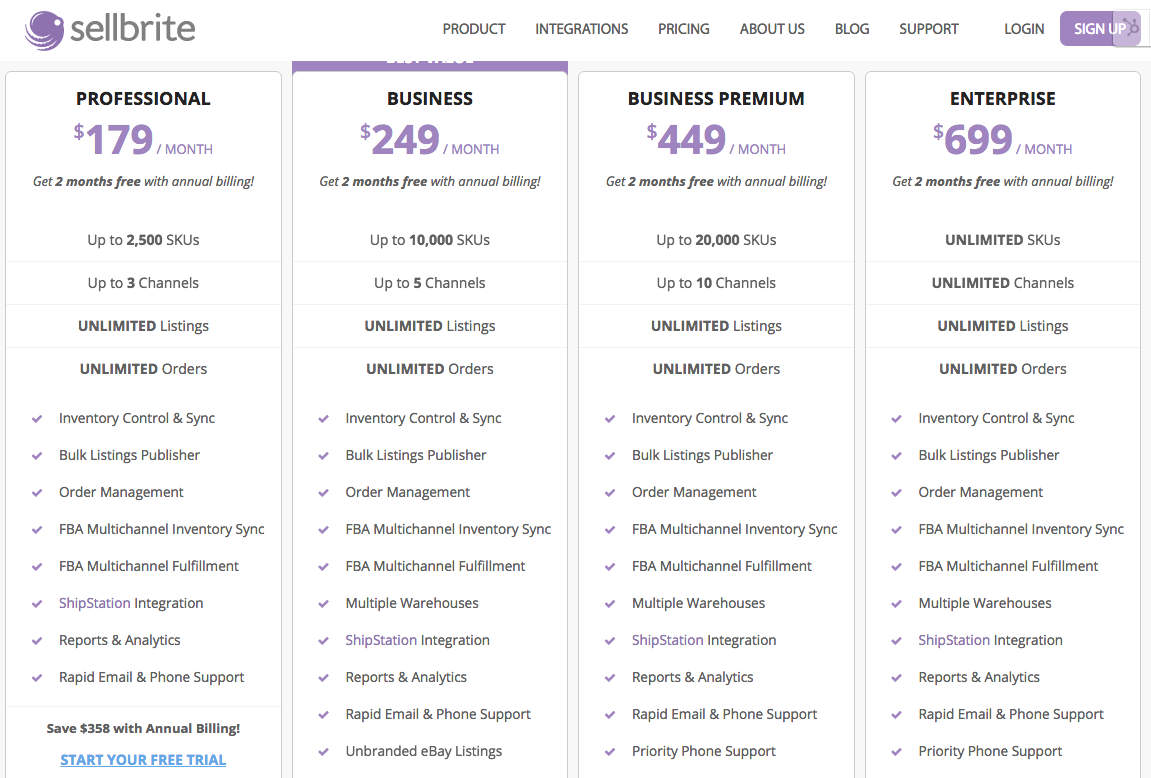 sellbrite
PRODUCT
INTEGRATIONS
PRICING
ABOUT US
BLOG
SUPPORT
LOGIN
SIGN UP
BEST VALUE
PROFESSIONAL
$179 / MONTH
Get 2 months free with annual billing!
Up to 2,500 SKUs
Up to 3 Channels
UNLIMITED Listings
UNLIMITED Orders
Inventory Control & Sync
Bulk Listings Publisher
Order Management
FBA Multichannel Inventory Sync
FBA Multichannel Fulfillment
ShipStation Integration
Reports & Analytics
Rapid Email & Phone Support
Save $358 with Annual Billing!
START YOUR FREE TRIAL
BUSINESS
$249 / MONTH
Get 2 months free with annual billing!
Up to 10,000 SKUs
Up to 5 Channels
UNLIMITED Listings
UNLIMITED Orders
Inventory Control & Sync
Bulk Listings Publisher
Order Management
FBA Multichannel Inventory Sync
FBA Multichannel Fulfillment
Multiple Warehouses
ShipStation Integration
Reports & Analytics
Rapid Email & Phone Support
Unbranded eBay Listings
BUSINESS PREMIUM
$449 / MONTH
Get 2 months free with annual billing!
Up to 20,000 SKUs
Up to 10 Channels
UNLIMITED Listings
UNLIMITED Orders
Inventory Control & Sync
Bulk Listings Publisher
Order Management
FBA Multichannel Inventory Sync
FBA Multichannel Fulfillment
Multiple Warehouses
ShipStation Integration
Reports & Analytics
Rapid Email & Phone Support
Priority Phone Support
ENTERPRISE
$699 / MONTH
Get 2 months free with annual billing!
UNLIMITED SKUs
UNLIMITED Channels
UNLIMITED Listings
UNLIMITED Orders
Inventory Control & Sync
Bulk Listings Publisher
Order Management
FBA Multichannel Inventory Sync
FBA Multichannel Fulfillment
Multiple Warehouses
ShipStation Integration
Reports & Analytics
Rapid Email & Phone Support
Priority Phone Support